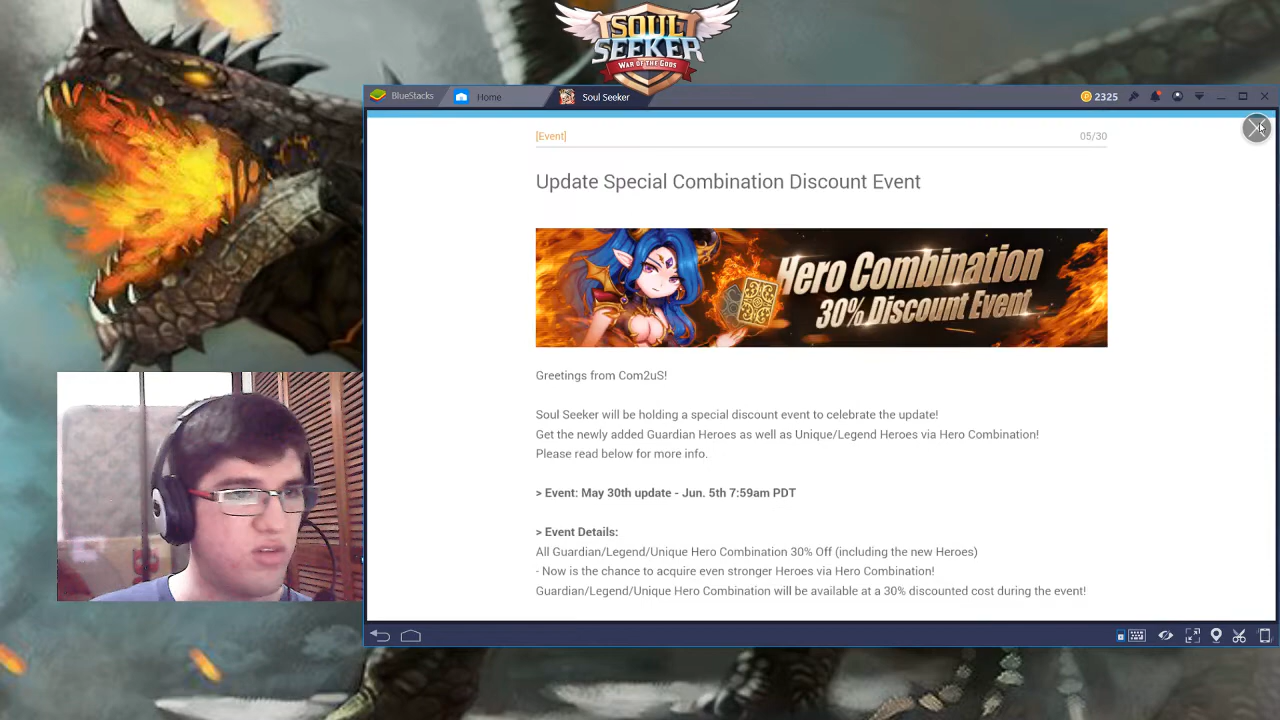 SOUL
SEEKER
WAR OF THE GODS
BlueStacks
Home
Soul Seeker
2325
[Event]
05/30
Update Special Combination Discount Event
Hero Combination
30% Discount Event
Greetings from Com2uS!
Soul Seeker will be holding a special discount event to celebrate the update!
Get the newly added Guardian Heroes as well as Unique/Legend Heroes via Hero Combination!
Please read below for more info.
> Event: May 30th update - Jun. 5th 7:59am PDT
> Event Details:
All Guardian/Legend/Unique Hero Combination 30% Off (including the new Heroes)
- Now is the chance to acquire even stronger Heroes via Hero Combination!
Guardian/Legend/Unique Hero Combination will be available at a 30% discounted cost during the event!